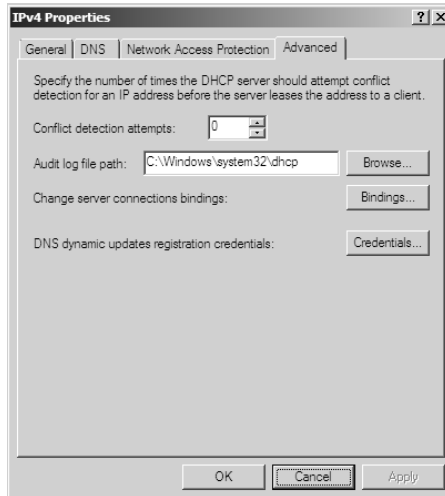 IPv4 Properties
General DNS Network Access Protection Advanced
Specify the number of times the DHCP server should attempt conflict
detection for an IP address before the server leases the address to a client.
Conflict detection attempts: 0
Audit log file path: C:\Windows\system32\dhcp Browse...
Change server connections bindings: Bindings...
DNS dynamic updates registration credentials: Credentials...
OK Cancel Apply